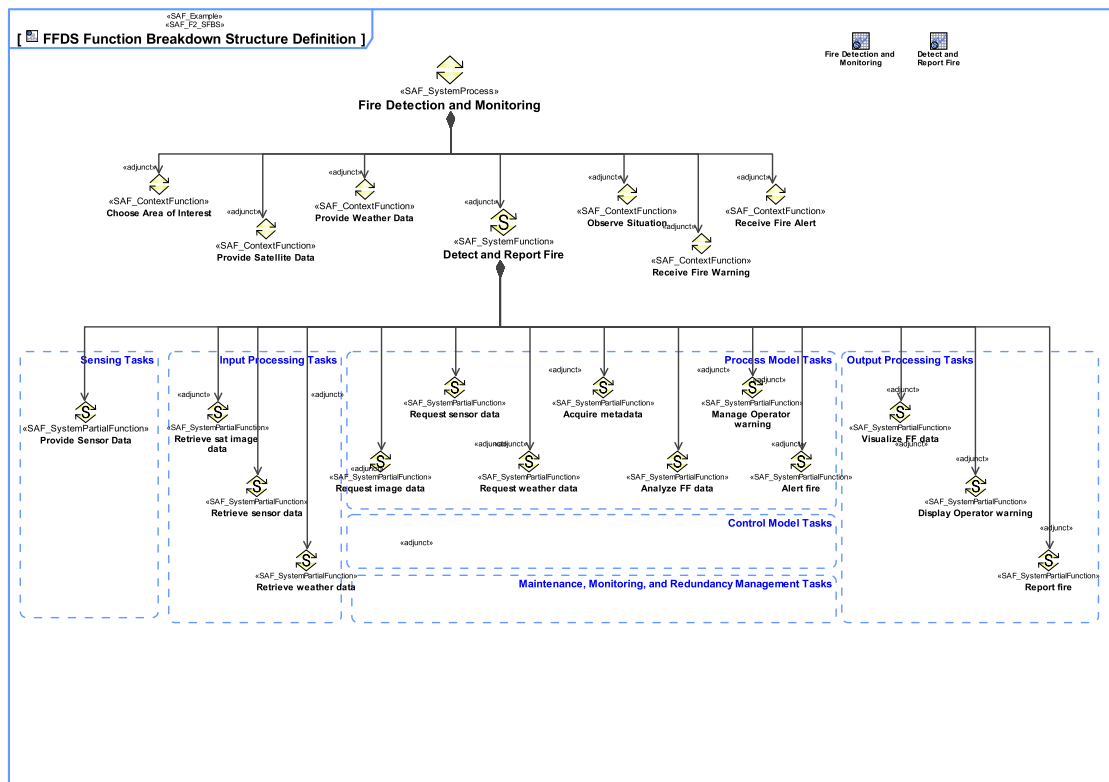 «SAF_Example»
«SAF_F2_SFBS»
[ FFDS Function Breakdown Structure Definition ]
Fire Detection and
Monitoring
Detect and
Report Fire
«SAF_SystemProcess»
Fire Detection and Monitoring
«adjunct»
«SAF_ContextFunction»
Choose Area of Interest
«adjunct»
«SAF_ContextFunction»
Provide Satellite Data
«adjunct»
«SAF_ContextFunction»
Provide Weather Data
«adjunct»
S
«SAF_SystemFunction»
Detect and Report Fire
«adjunct»
«SAF_ContextFunction»
Observe Situation
«adjunct»
«SAF_ContextFunction»
Receive Fire Warning
«adjunct»
«SAF_ContextFunction»
Receive Fire Alert
Sensing Tasks
S
«SAF_SystemPartialFunction»
Provide Sensor Data
Input Processing Tasks
«adjunct»
S
«SAF_SystemPartialFunction»
Retrieve sat image
data
S
«SAF_SystemPartialFunction»
Retrieve sensor data
«adjunct»
S
«SAF_SystemPartialFunction»
Retrieve weather data
Process Model Tasks
S
«SAF_SystemPartialFunction»
Request sensor data
«adjunct»
S
«SAF_SystemPartialFunction»
Acquire metadata
«adjunct»
«adjunct»
S
«SAF_SystemPartialFunction»
Manage Operator
warning
«adjunct»
S
«SAF_SystemPartialFunction»
Request image data
«adjunct»
«adjunct»
S
«SAF_SystemPartialFunction»
Request weather data
S
«SAF_SystemPartialFunction»
Analyze FF data
«adjunct»
S
«SAF_SystemPartialFunction»
Alert fire
Control Model Tasks
«adjunct»
Maintenance, Monitoring, and Redundancy Management Tasks
Output Processing Tasks
«adjunct»
S
«SAF_SystemPartialFunction»
Visualize FF data
«adjunct»
«adjunct»
S
«SAF_SystemPartialFunction»
Display Operator warning
«adjunct»
S
«SAF_SystemPartialFunction»
Report fire